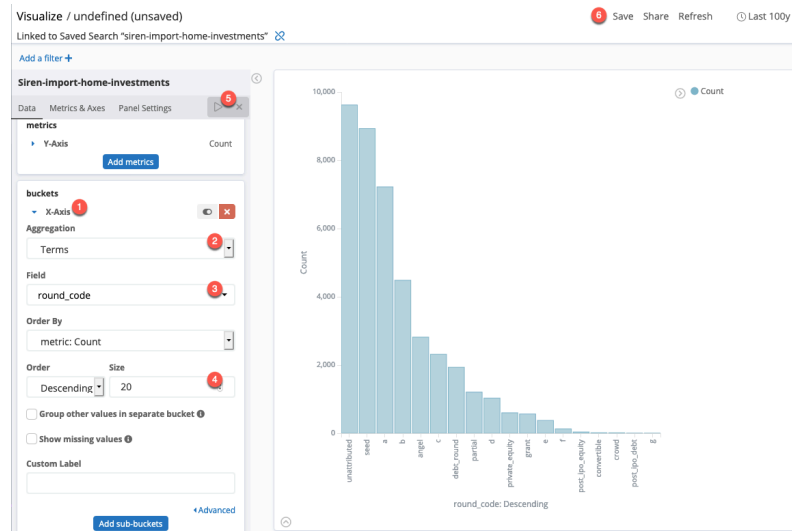 Visualize / undefined (unsaved)
6 Save Share Refresh Last 100y
Linked to Saved Search "siren-import-home-investments"
Add a filter +
Siren-import-home-investments
Data Metrics & Axes Panel Settings 5
metrics
Y-Axis Count
Add metrics
buckets
X-Axis 1
Aggregation
Terms 2
Field
round_code 3
Order By
metric: Count
Order Size
Descending 20 4
Group other values in separate bucket
Show missing values
Custom Label
Advanced
Add sub-buckets
Count
10,000
8,000
6,000
4,000
2,000
0
Count
unattributed
seed
a
b
angel
c
debt_round
partial
d
private_equity
grant
e
f
post_ipo_equity
convertible
crowd
post_ipo_debt
g
round_code: Descending